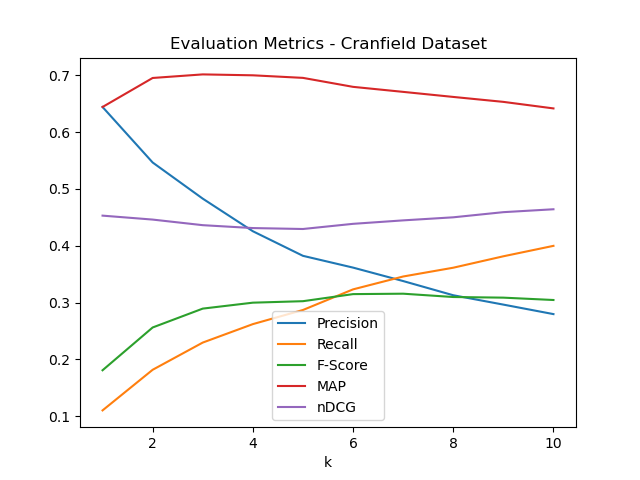 Evaluation Metrics - Cranfield Dataset
0.7
0.6
0.5
0.4
0.3
0.2
0.1
Precision
Recall
F-Score
MAP
nDCG
2 4 6 8 10
k